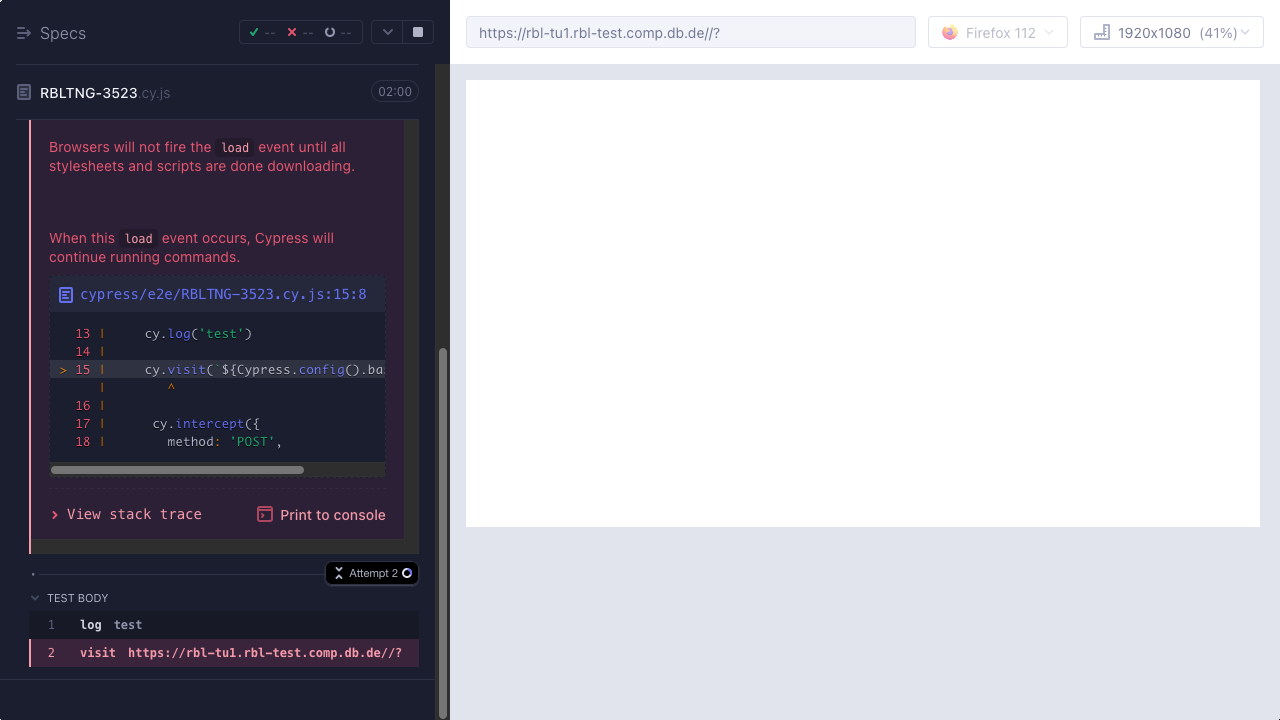 Specs
-- -- --
https://rbl-tu1.rbl-test.comp.db.de//?
Firefox 112
1920x1080 (41%)
RBLTNG-3523.cy.js
02:00
Browsers will not fire the load event until all
stylesheets and scripts are done downloading.
When this load event occurs, Cypress will
continue running commands.
cypress/e2e/RBLTNG-3523.cy.js:15:8
13 | cy.log('test')
14 |
> 15 | cy.visit(`${Cypress.config().ba
| ^
16 |
17 | cy.intercept({
18 | method: 'POST',
View stack trace
Print to console
Attempt 2
TEST BODY
1 log test
2 visit https://rbl-tu1.rbl-test.comp.db.de//?